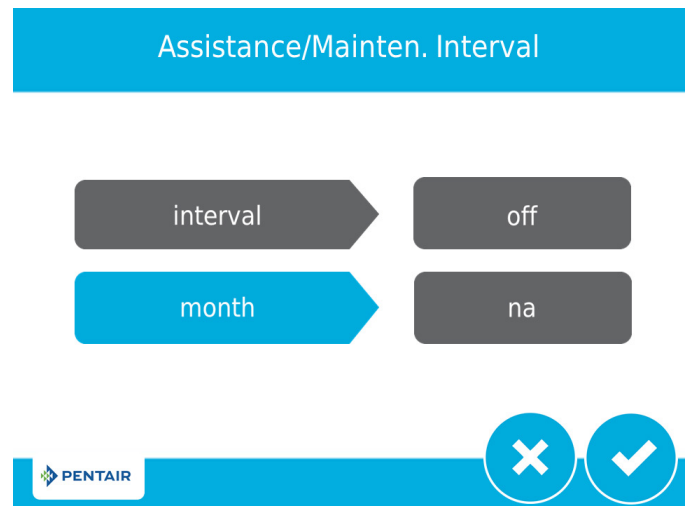 Assistance/Mainten. Interval
interval
off
month
na
PENTAIR